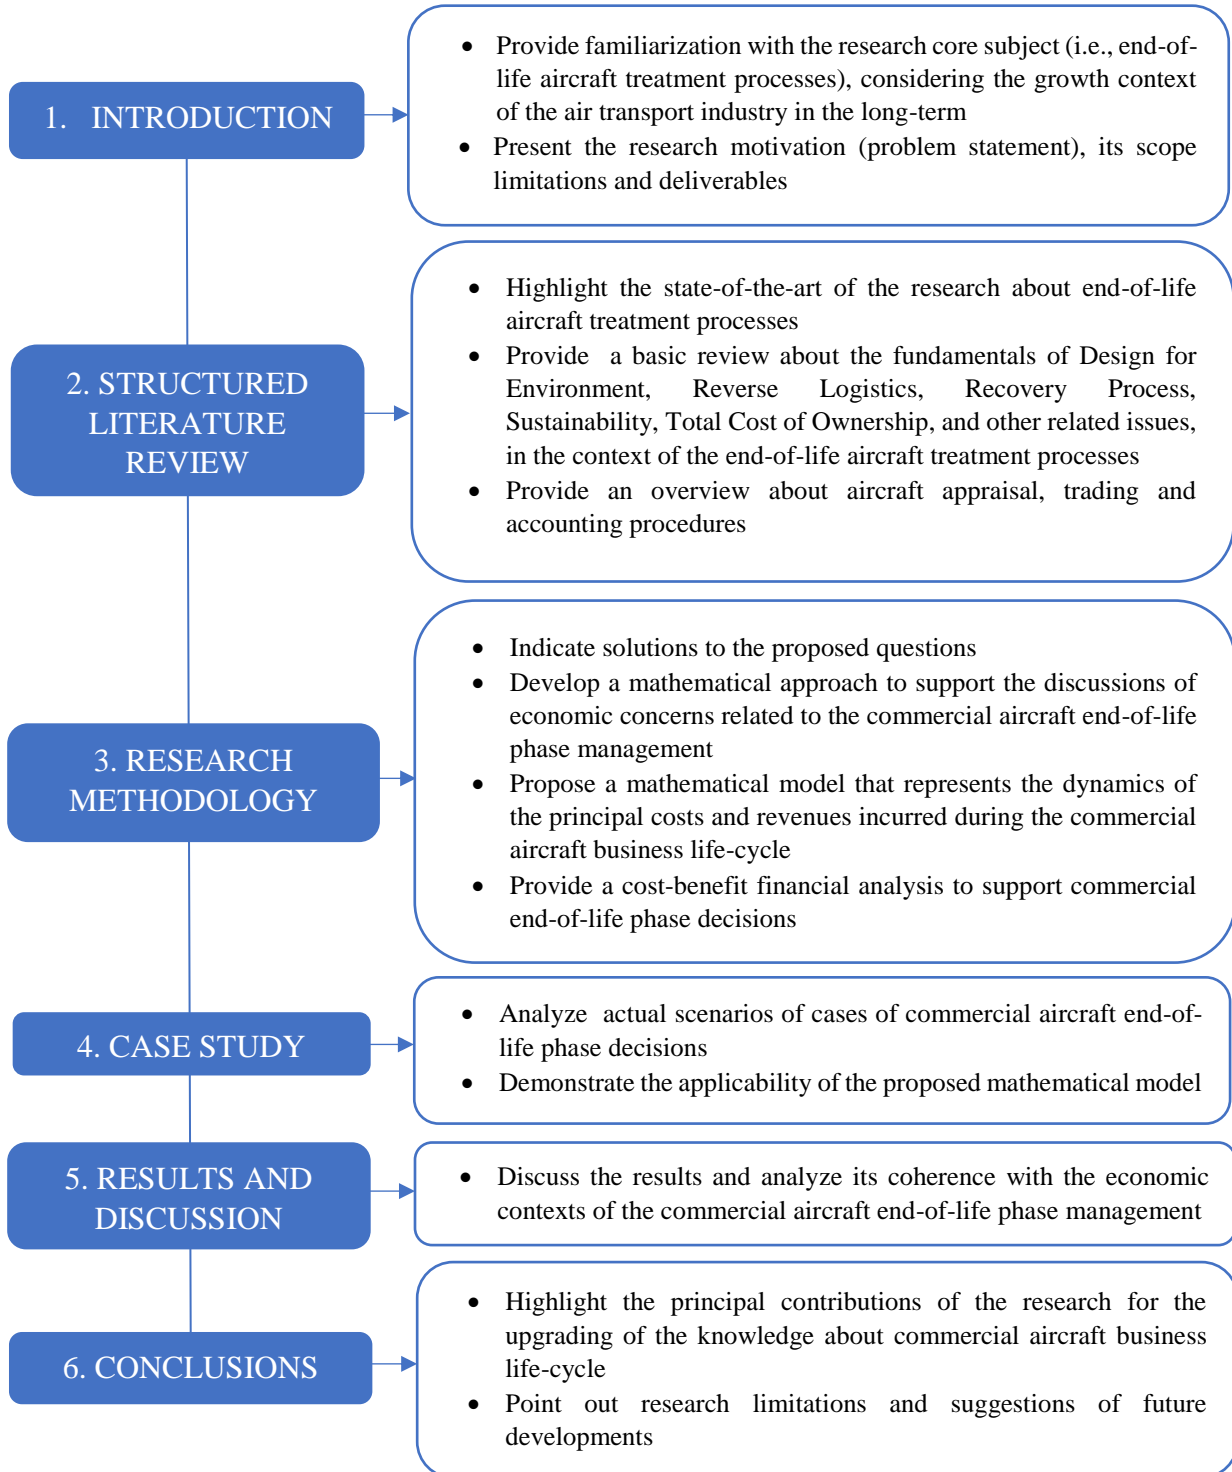 1. INTRODUCTION
• Provide familiarization with the research core subject (i.e., end-of-
life aircraft treatment processes), considering the growth context
of the air transport industry in the long-term
• Present the research motivation (problem statement), its scope
limitations and deliverables
2. STRUCTURED
LITERATURE
REVIEW
• Highlight the state-of-the-art of the research about end-of-life
aircraft treatment processes
• Provide a basic review about the fundamentals of Design for
Environment, Reverse Logistics, Recovery Process,
Sustainability, Total Cost of Ownership, and other related issues,
in the context of the end-of-life aircraft treatment processes
• Provide an overview about aircraft appraisal, trading and
accounting procedures
3. RESEARCH
METHODOLOGY
• Indicate solutions to the proposed questions
• Develop a mathematical approach to support the discussions of
economic concerns related to the commercial aircraft end-of-life
phase management
• Propose a mathematical model that represents the dynamics of
the principal costs and revenues incurred during the commercial
aircraft business life-cycle
• Provide a cost-benefit financial analysis to support commercial
end-of-life phase decisions
4. CASE STUDY
• Analyze actual scenarios of cases of commercial aircraft end-of-
life phase decisions
• Demonstrate the applicability of the proposed mathematical model
5. RESULTS AND
DISCUSSION
• Discuss the results and analyze its coherence with the economic
contexts of the commercial aircraft end-of-life phase management
6. CONCLUSIONS
• Highlight the principal contributions of the research for the
upgrading of the knowledge about commercial aircraft business
life-cycle
• Point out research limitations and suggestions of future
developments